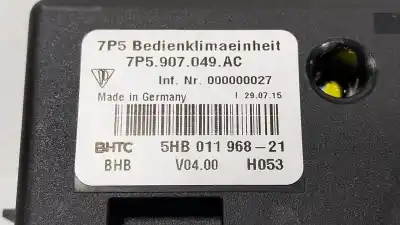 7P5 Bedienklimaeinheit
7P5.907.049.AC
Inf. Nr. 000000027
Made in Germany I 29.07.15
BHTC 5HB 011 968-21
BHB V04.00 H053